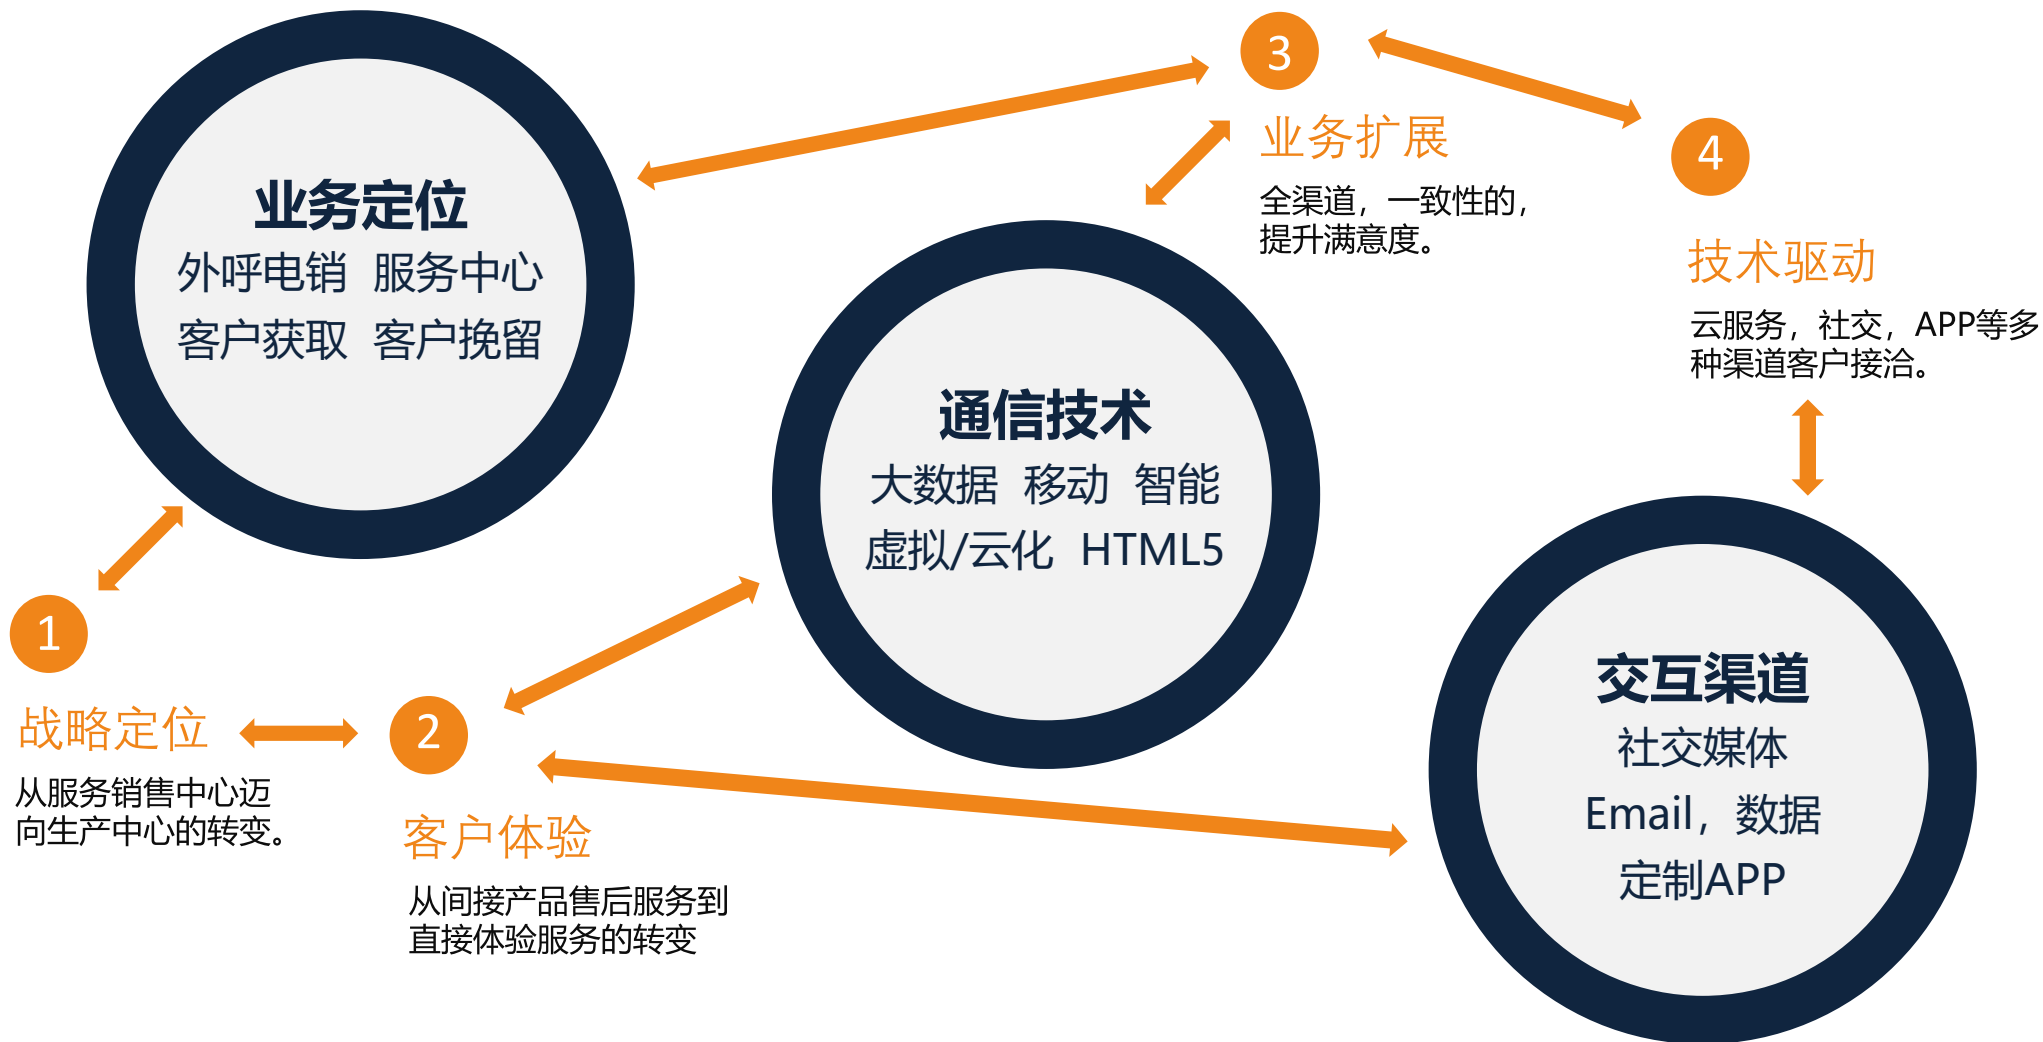 业务定位
外呼电销 服务中心
客户获取 客户挽留
3
业务扩展
全渠道，一致性的，
提升满意度。
4
技术驱动
云服务，社交，APP等多
种渠道客户接洽。
通信技术
大数据 移动 智能
虚拟/云化 HTML5
1
战略定位
从服务销售中心迈
向生产中心的转变。
2
客户体验
从间接产品售后服务到
直接体验服务的转变
交互渠道
社交媒体
Email，数据
定制APP